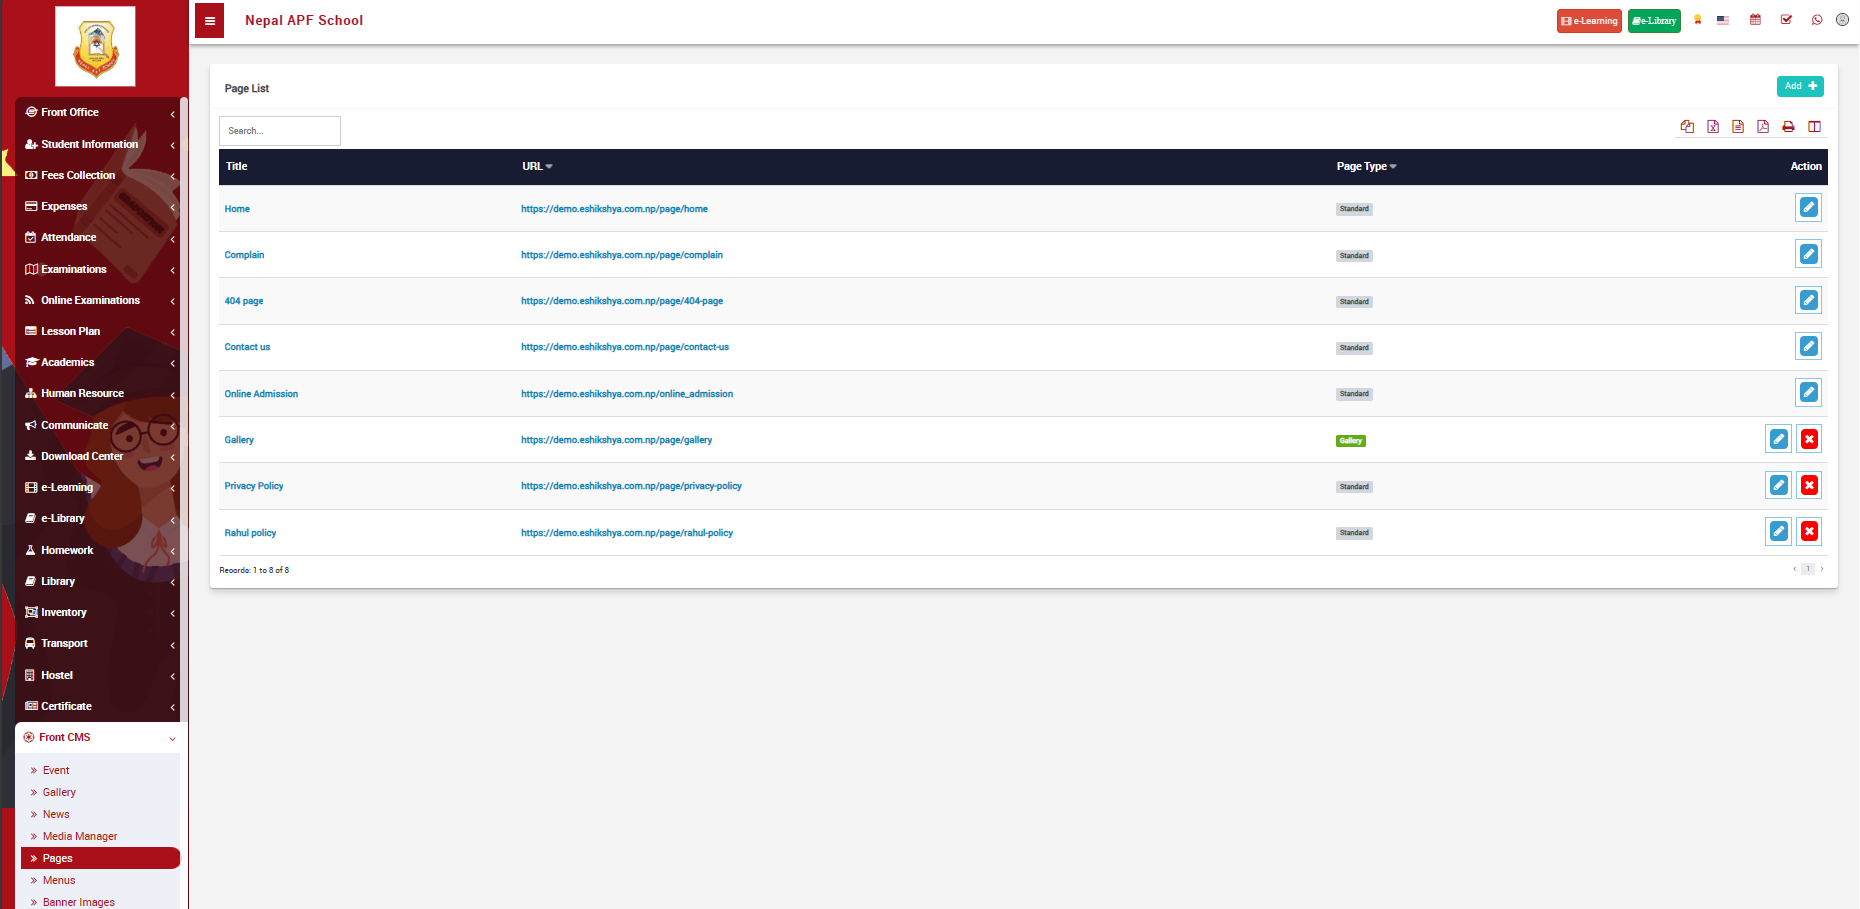 Nepal APF School
e-Learning
e-Library
Front Office
Student Information
Fees Collection
Expenses
Attendance
Examinations
Online Examinations
Lesson Plan
Academics
Human Resource
Communicate
Download Center
e-Learning
e-Library
Homework
Library
Inventory
Transport
Hostel
Certificate
Front CMS
Event
Gallery
News
Media Manager
Pages
Menus
Banner Images
Page List
Add
Search...
Title URL Page Type Action
Home https://demo.eshikshya.com.np/page/home Standard
Complain https://demo.eshikshya.com.np/page/complain Standard
404 page https://demo.eshikshya.com.np/page/404-page Standard
Contact us https://demo.eshikshya.com.np/page/contact-us Standard
Online Admission https://demo.eshikshya.com.np/online_admission Standard
Gallery https://demo.eshikshya.com.np/page/gallery Gallery
Privacy Policy https://demo.eshikshya.com.np/page/privacy-policy Standard
Rahul policy https://demo.eshikshya.com.np/page/rahul-policy Standard
Records: 1 to 8 of 8
1